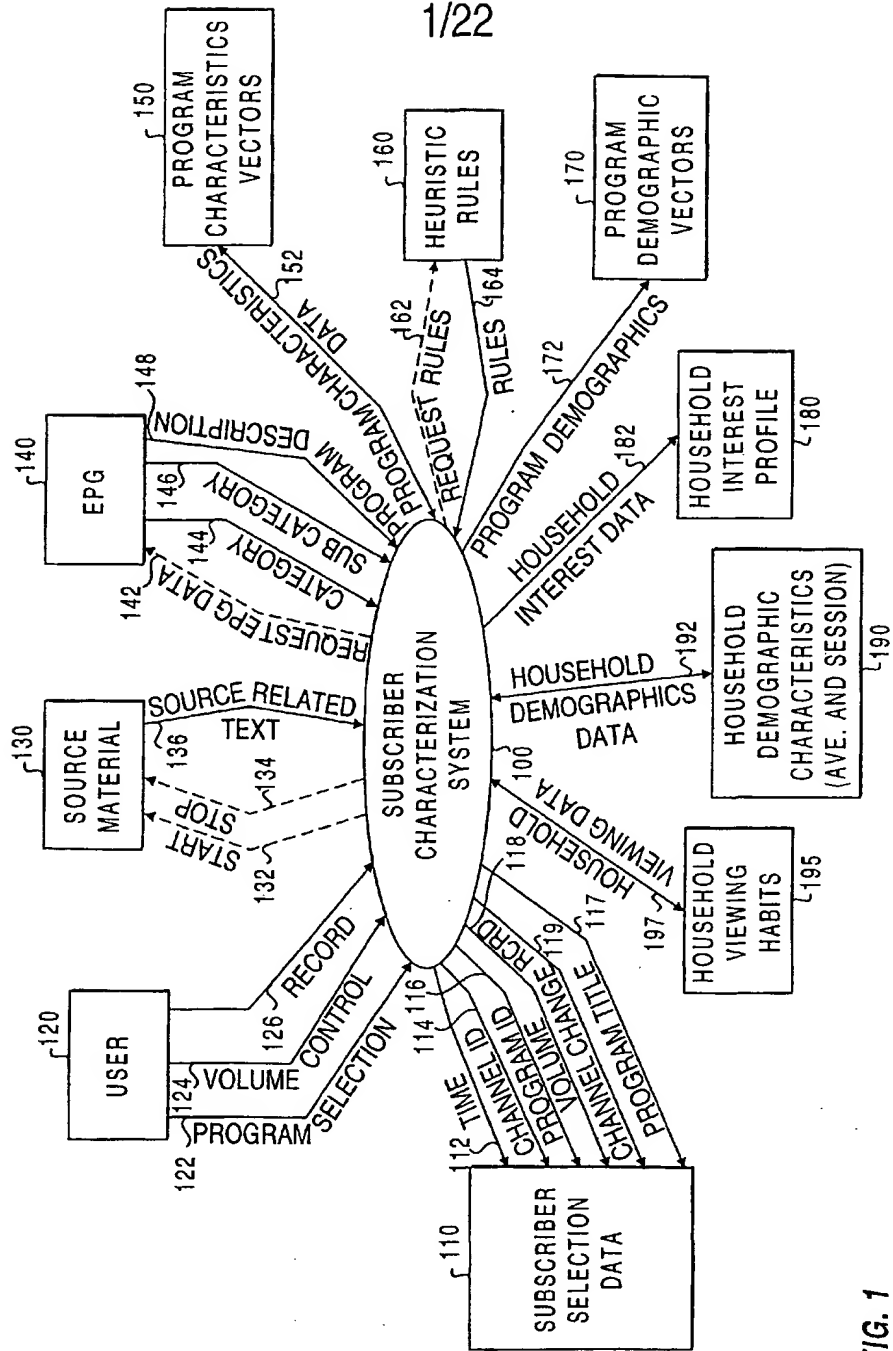 1/22
120
USER
122
PROGRAM
SELECTION
124
VOLUME
CONTROL
126
RECORD
130
SOURCE
MATERIAL
START
132
STOP
134
136
SOURCE RELATED
TEXT
140
EPG
142
REQUEST EPG DATA
144
CATEGORY
146
SUB CATEGORY
148
PROGRAM
DESCRIPTION
150
PROGRAM
CHARACTERISTICS
VECTORS
152
PROGRAM CHARACTERISTICS
DATA
160
HEURISTIC
RULES
162
REQUEST RULES
164
RULES
170
PROGRAM
DEMOGRAPHIC
VECTORS
172
PROGRAM DEMOGRAPHICS
180
HOUSEHOLD
INTEREST
PROFILE
182
HOUSEHOLD
INTEREST DATA
190
HOUSEHOLD
DEMOGRAPHIC
CHARACTERISTICS
(AVE. AND SESSION)
192
HOUSEHOLD
DEMOGRAPHICS
DATA
195
HOUSEHOLD
VIEWING
HABITS
197
HOUSEHOLD
VIEWING DATA
SUBSCRIBER
CHARACTERIZATION
SYSTEM
100
110
SUBSCRIBER
SELECTION
DATA
112
TIME
114
CHANNEL ID
116
PROGRAM ID
VOLUME CHANGE
RCRD
118
119
CHANNEL CHANGE
PROGRAM TITLE
117
FIG. 1